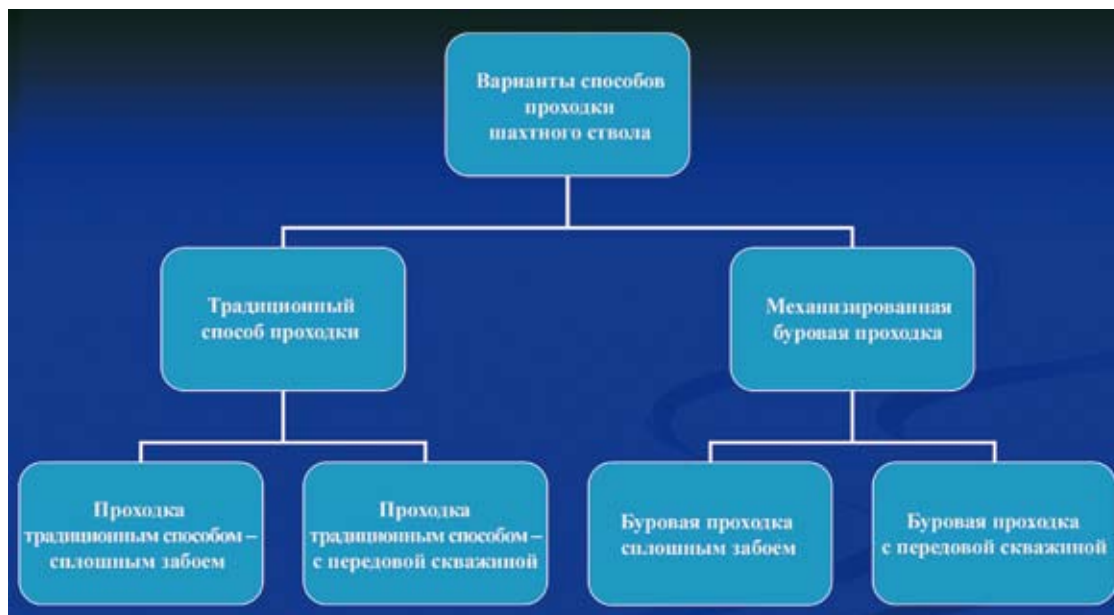 Варианты способов
проходки
шахтного ствола
Традиционный
способ проходки
Механизированная
буровая проходка
Проходка
традиционным способом –
сплошным забоем
Проходка
традиционным способом –
с передовой скважиной
Буровая проходка
сплошным забоем
Буровая проходка
с передовой скважиной